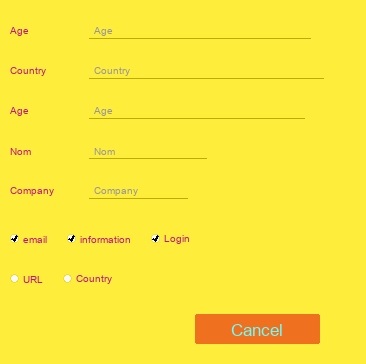 Age Age
Country Country
Age Age
Nom Nom
Company Company
email information Login
URL Country
Cancel